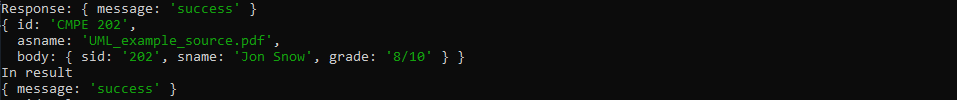 Response: { message: 'success' }
{ id: 'CMPE 202',
  asname: 'UML_example_source.pdf',
  body: { sid: '202', sname: 'Jon Snow', grade: '8/10' } }
In result
{ message: 'success' }